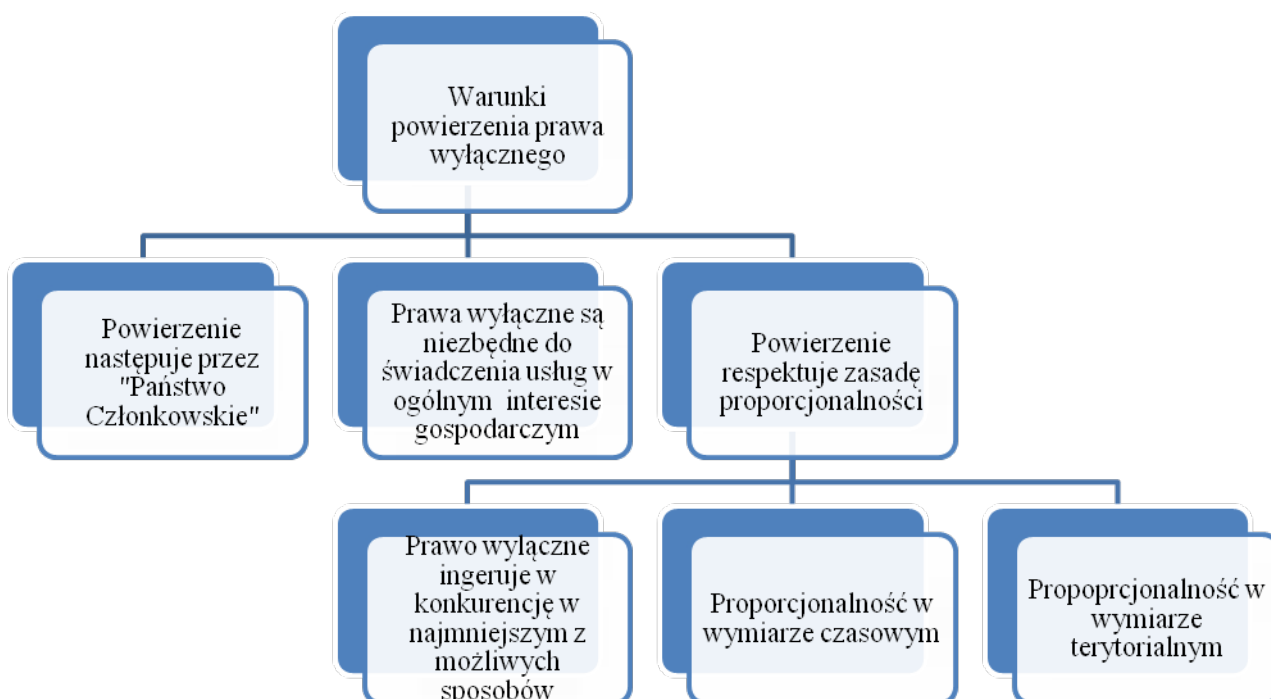 Warunki
powierzenia prawa
wyłącznego
Powierzenie
następuje przez
"Państwo
Członkowskie"
Prawa wyłączne są
niezbędne do
świadczenia usług w
ogólnym interesie
gospodarczym
Powierzenie
respektuje zasadę
proporcjonalności
Prawo wyłączne
ingeruje w
konkurencję w
najmniejszym z
możliwych
sposobów
Proporcjonalność w
wymiarze czasowym
Propoprcjonalność w
wymiarze
terytorialnym